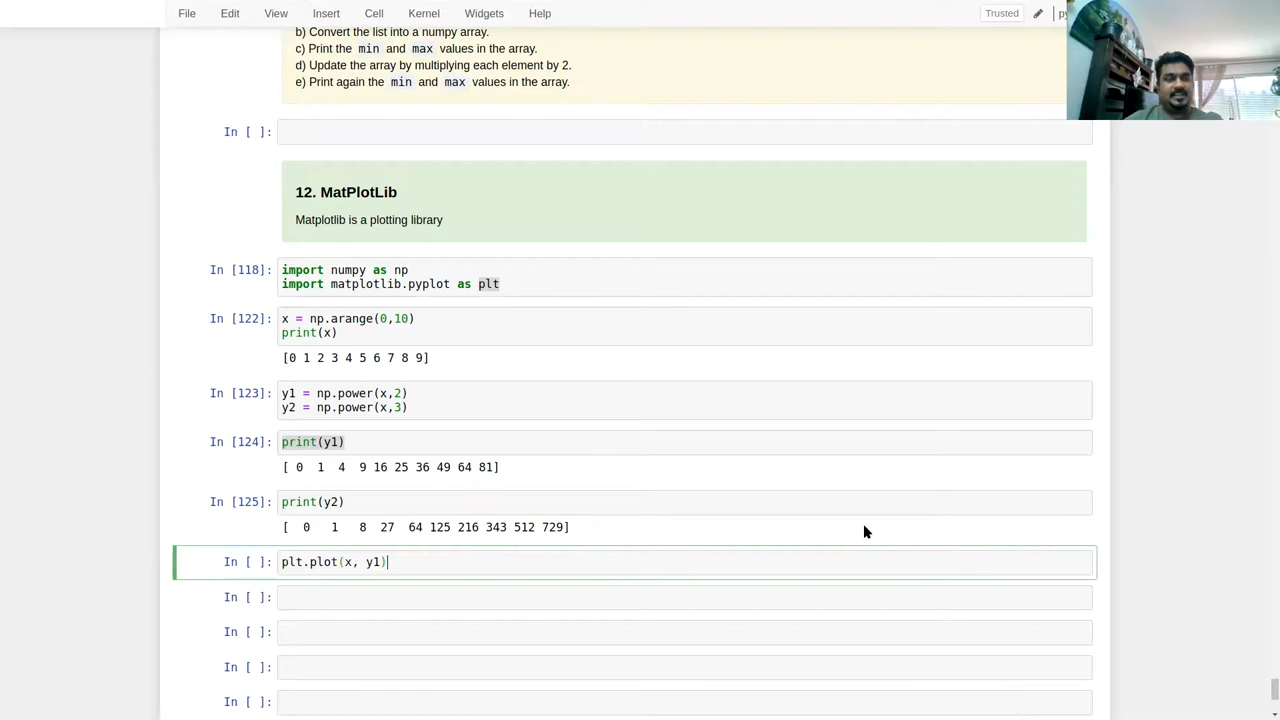 File Edit View Insert Cell Kernel Widgets Help Trusted
b) Convert the list into a numpy array.
c) Print the min and max values in the array.
d) Update the array by multiplying each element by 2.
e) Print again the min and max values in the array.
In [ ]:
12. MatPlotLib
Matplotlib is a plotting library
In [118]: import numpy as np
import matplotlib.pyplot as plt
In [122]: x = np.arange(0,10)
print(x)
[0 1 2 3 4 5 6 7 8 9]
In [123]: y1 = np.power(x,2)
y2 = np.power(x,3)
In [124]: print(y1)
[ 0 1 4 9 16 25 36 49 64 81]
In [125]: print(y2)
[ 0 1 8 27 64 125 216 343 512 729]
In [ ]: plt.plot(x, y1)
In [ ]:
In [ ]:
In [ ]:
In [ ]: